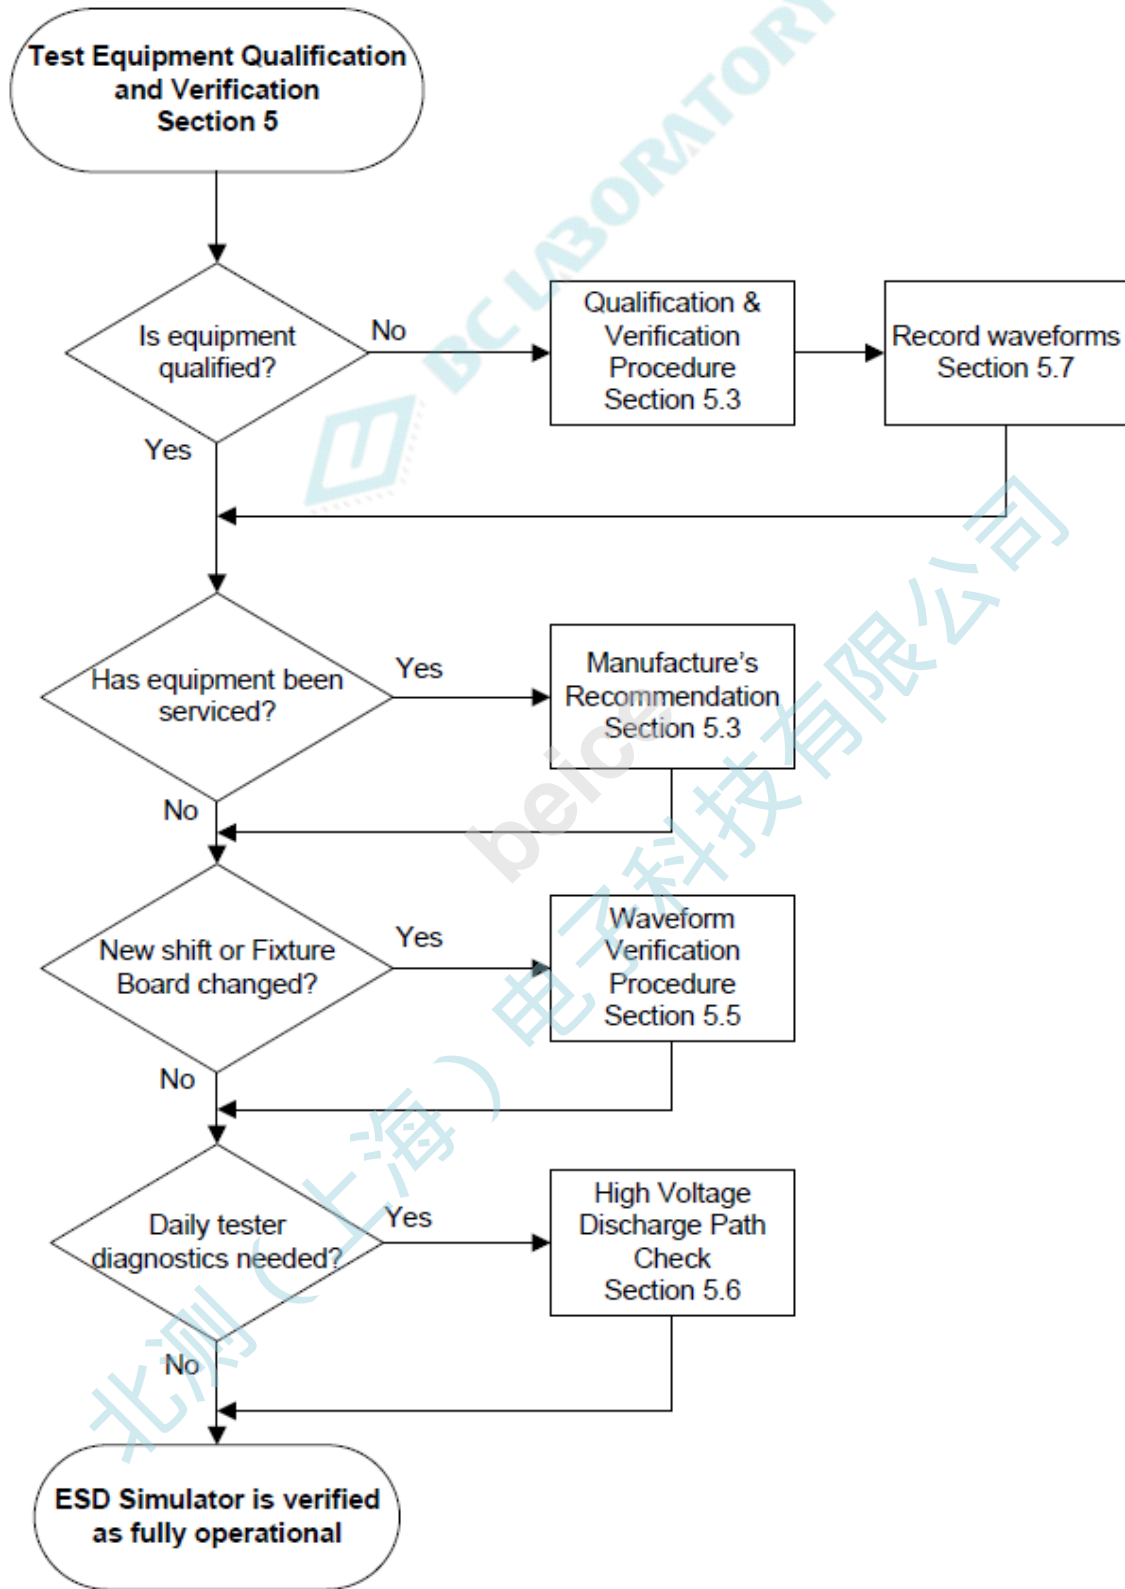 Test Equipment Qualification
and Verification
Section 5
Is equipment
qualified?
No
Yes
Qualification &
Verification
Procedure
Section 5.3
Record waveforms
Section 5.7
Has equipment been
serviced?
Yes
No
Manufacture's
Recommendation
Section 5.3
New shift or Fixture
Board changed?
Yes
No
Waveform
Verification
Procedure
Section 5.5
Daily tester
diagnostics needed?
Yes
No
High Voltage
Discharge Path
Check
Section 5.6
ESD Simulator is verified
as fully operational
BC LABORATORY
beice
北测（上海）电子科技有限公司